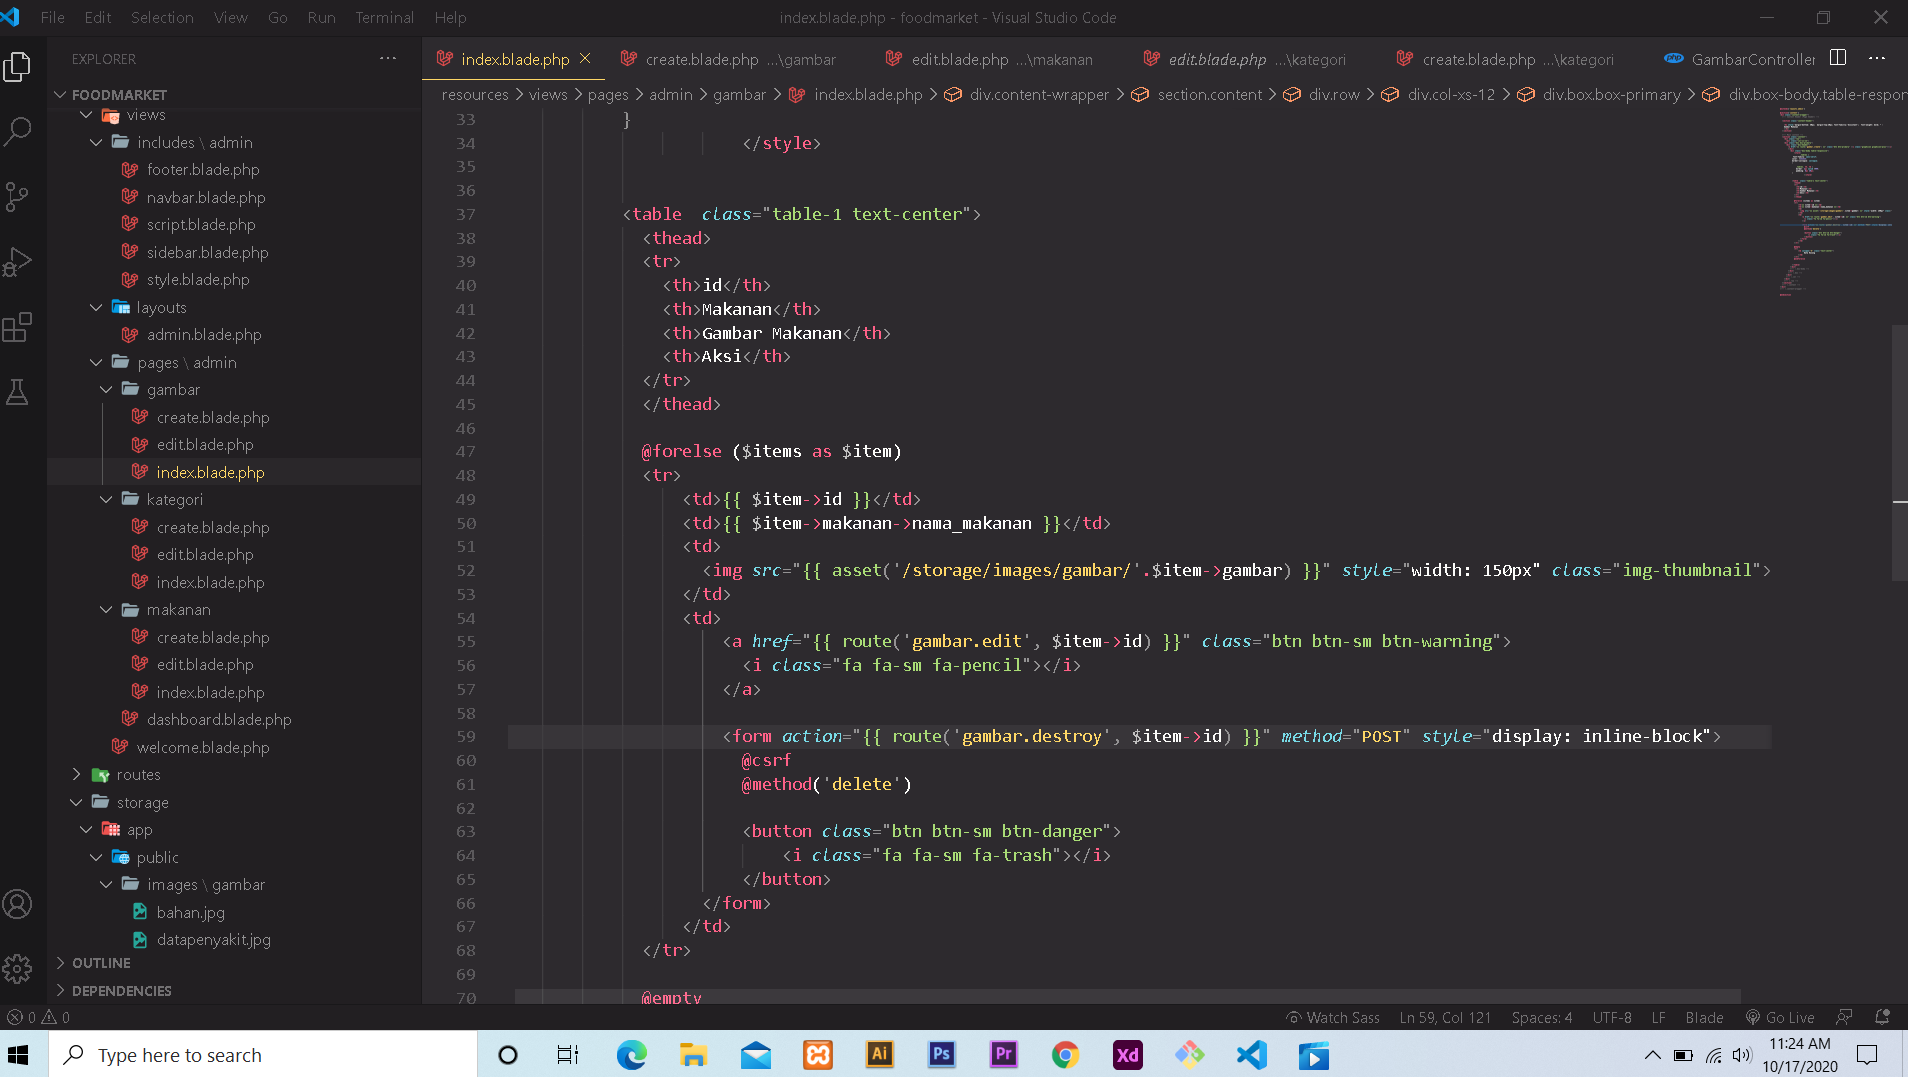 File Edit Selection View Go Run Terminal Help
index.blade.php - foodmarket - Visual Studio Code
EXPLORER
index.blade.php
create.blade.php ...\gambar
edit.blade.php ...\makanan
edit.blade.php ...\kategori
create.blade.php ...\kategori
GambarController
resources > views > pages > admin > gambar > index.blade.php > div.content-wrapper > section.content > div.row > div.col-xs-12 > div.box.box-primary > div.box-body.table-respon
FOODMARKET
views
includes \ admin
footer.blade.php
navbar.blade.php
script.blade.php
sidebar.blade.php
style.blade.php
layouts
admin.blade.php
pages \ admin
gambar
create.blade.php
edit.blade.php
index.blade.php
kategori
create.blade.php
edit.blade.php
index.blade.php
makanan
create.blade.php
edit.blade.php
index.blade.php
dashboard.blade.php
welcome.blade.php
routes
storage
app
public
images \ gambar
bahan.jpg
datapenyakit.jpg
OUTLINE
DEPENDENCIES
33 }
34 </style>
35
36
37 <table  class="table-1 text-center">
38 <thead>
39 <tr>
40 <th>id</th>
41 <th>Makanan</th>
42 <th>Gambar Makanan</th>
43 <th>Aksi</th>
44 </tr>
45 </thead>
46
47 @forelse ($items as $item)
48 <tr>
49 <td>{{ $item->id }}</td>
50 <td>{{ $item->makanan->nama_makanan }}</td>
51 <td>
52 <img src="{{ asset('/storage/images/gambar/'.$item->gambar) }}" style="width: 150px" class="img-thumbnail">
53 </td>
54 <td>
55 <a href="{{ route('gambar.edit', $item->id) }}" class="btn btn-sm btn-warning">
56 <i class="fa fa-sm fa-pencil"></i>
57 </a>
58
59 <form action="{{ route('gambar.destroy', $item->id) }}" method="POST" style="display: inline-block">
60 @csrf
61 @method('delete')
62
63 <button class="btn btn-sm btn-danger">
64 <i class="fa fa-sm fa-trash"></i>
65 </button>
66 </form>
67 </td>
68 </tr>
69
70 @empty
0 0
Watch Sass Ln 59, Col 121 Spaces: 4 UTF-8 LF Blade Go Live
Type here to search
Ai
Ps
Pr
Xd
11:24 AM
10/17/2020